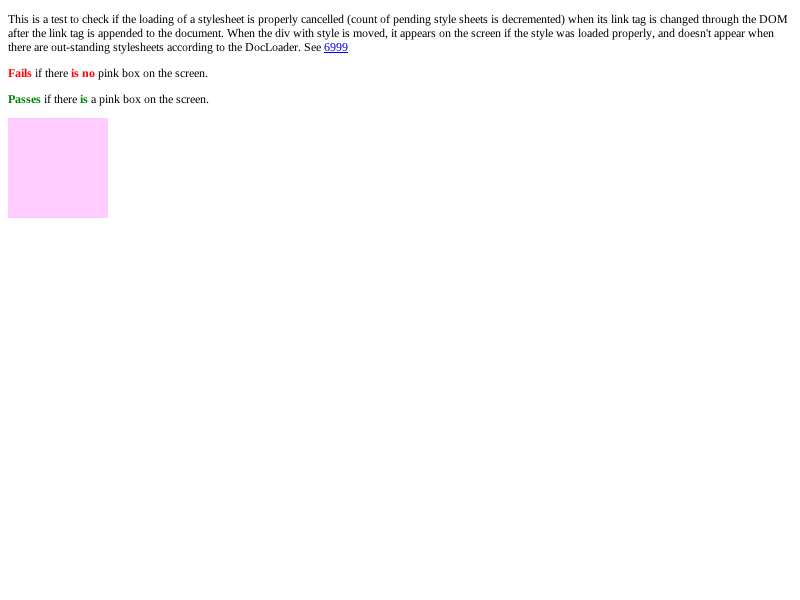 This is a test to check if the loading of a stylesheet is properly cancelled (count of pending style sheets is decremented) when its link tag is changed through the DOM
after the link tag is appended to the document. When the div with style is moved, it appears on the screen if the style was loaded properly, and doesn't appear when
there are out-standing stylesheets according to the DocLoader. See 6999
Fails if there is no pink box on the screen.
Passes if there is a pink box on the screen.